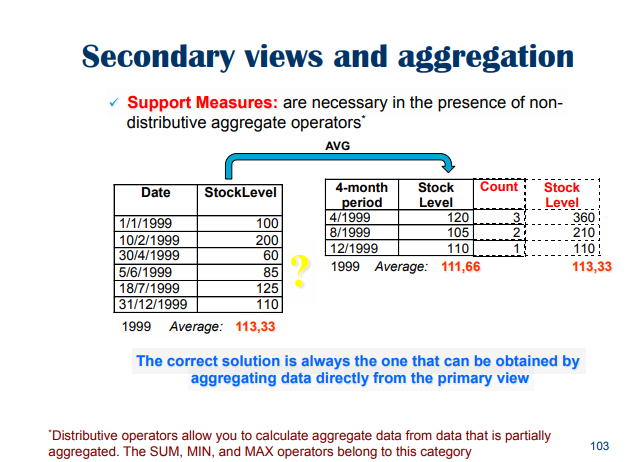 Secondary views and aggregation
✓ Support Measures: are necessary in the presence of non-
distributive aggregate operators*
AVG
Date StockLevel
1/1/1999 100
10/2/1999 200
30/4/1999 60
5/6/1999 85
18/7/1999 125
31/12/1999 110
1999 Average: 113,33
?
4-month period Stock Level Count Stock Level
4/1999 120 3 360
8/1999 105 2 210
12/1999 110 1 110
1999 Average: 111,66 113,33
The correct solution is always the one that can be obtained by
aggregating data directly from the primary view
*Distributive operators allow you to calculate aggregate data from data that is partially
aggregated. The SUM, MIN, and MAX operators belong to this category
103